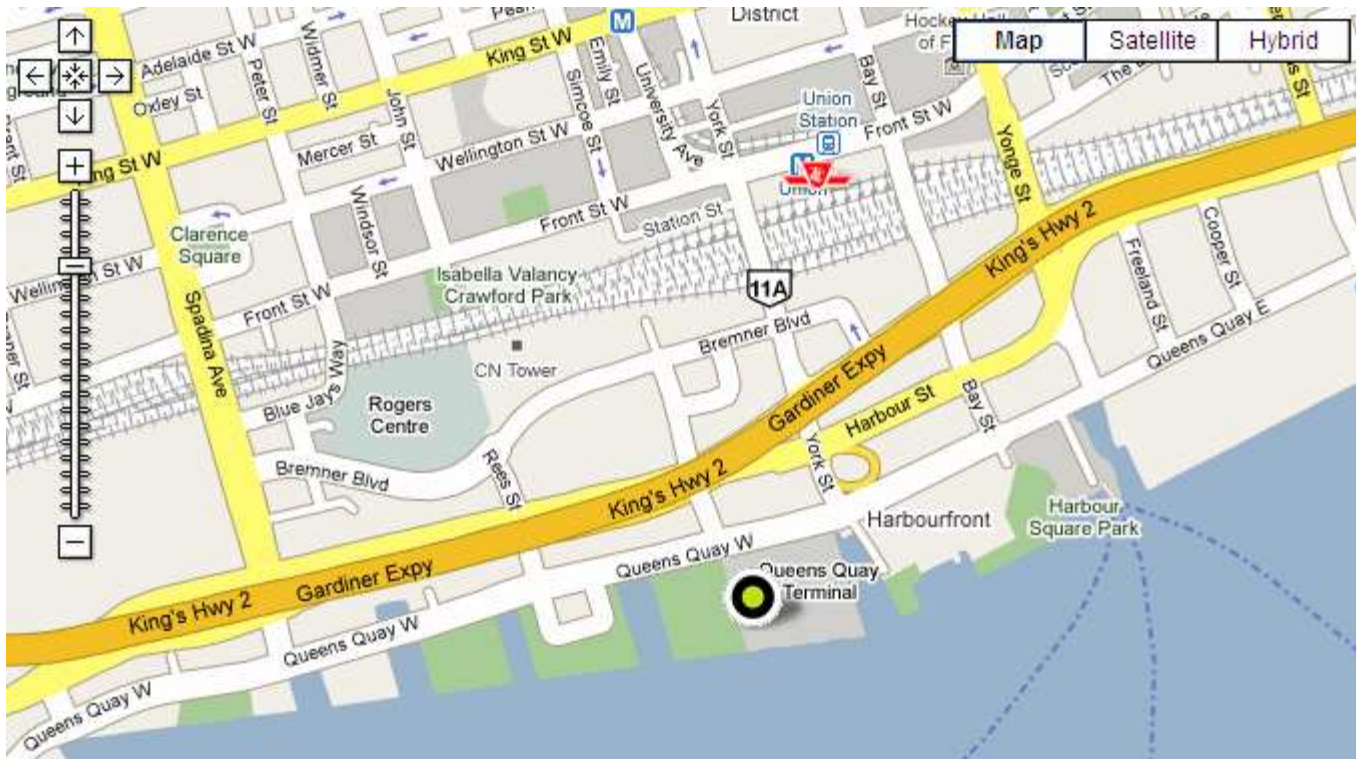 District
Hockey Hall
of F
Map
Satellite
Hybrid
Adelaide St W
Widmer St
Peter St
Oxley St
John St
King St W
Emily St
Simcoe St
University Ave
York St
Bay St
Union
Station
Front St W
Mercer St
Wellington St W
King St W
Union
Yonge St
Windsor St
Front St W
Station St
Clarence
Square
Isabella Valancy
Crawford Park
11A
King's Hwy 2
Cooper St
Freeland St
Wellington St W
Front St W
Spadina Ave
Blue Jays Way
CN Tower
Bremner Blvd
Queens Quay E
Rogers
Centre
Gardiner Expy
Harbour St
Bay St
Bremner Blvd
Rees St
King's Hwy 2
York St
Harbourfront
Harbour
Square Park
Queens Quay W
Queens Quay
Terminal
Gardiner Expy
King's Hwy 2
Queens Quay W
Queens Quay W